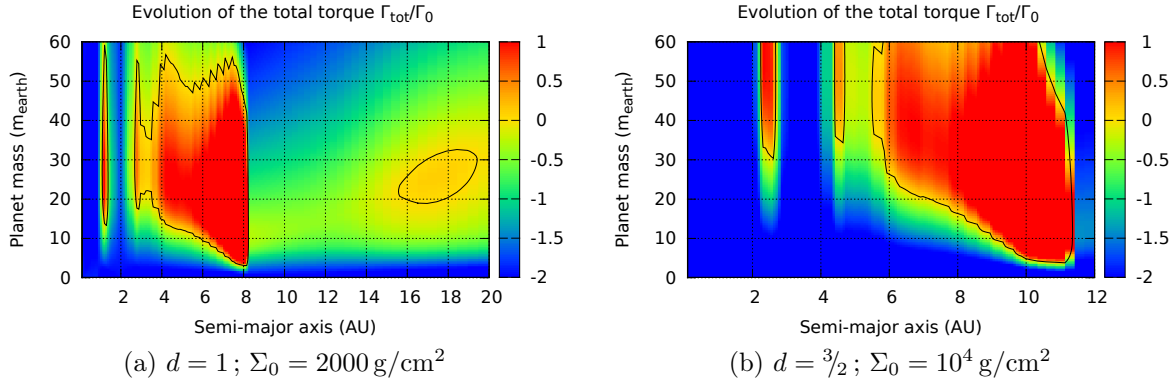 Evolution of the total torque Γtot/Γ0
Evolution of the total torque Γtot/Γ0
Planet mass (mearth)
60
50
40
30
20
10
0
2 4 6 8 10 12 14 16 18 20
Semi-major axis (AU)
1
0.5
0
-0.5
-1
-1.5
-2
Planet mass (mearth)
60
50
40
30
20
10
0
2 4 6 8 10 12
Semi-major axis (AU)
1
0.5
0
-0.5
-1
-1.5
-2
(a) d = 1 ; Σ0 = 2000 g/cm²
(b) d = 3/2 ; Σ0 = 10⁴ g/cm²